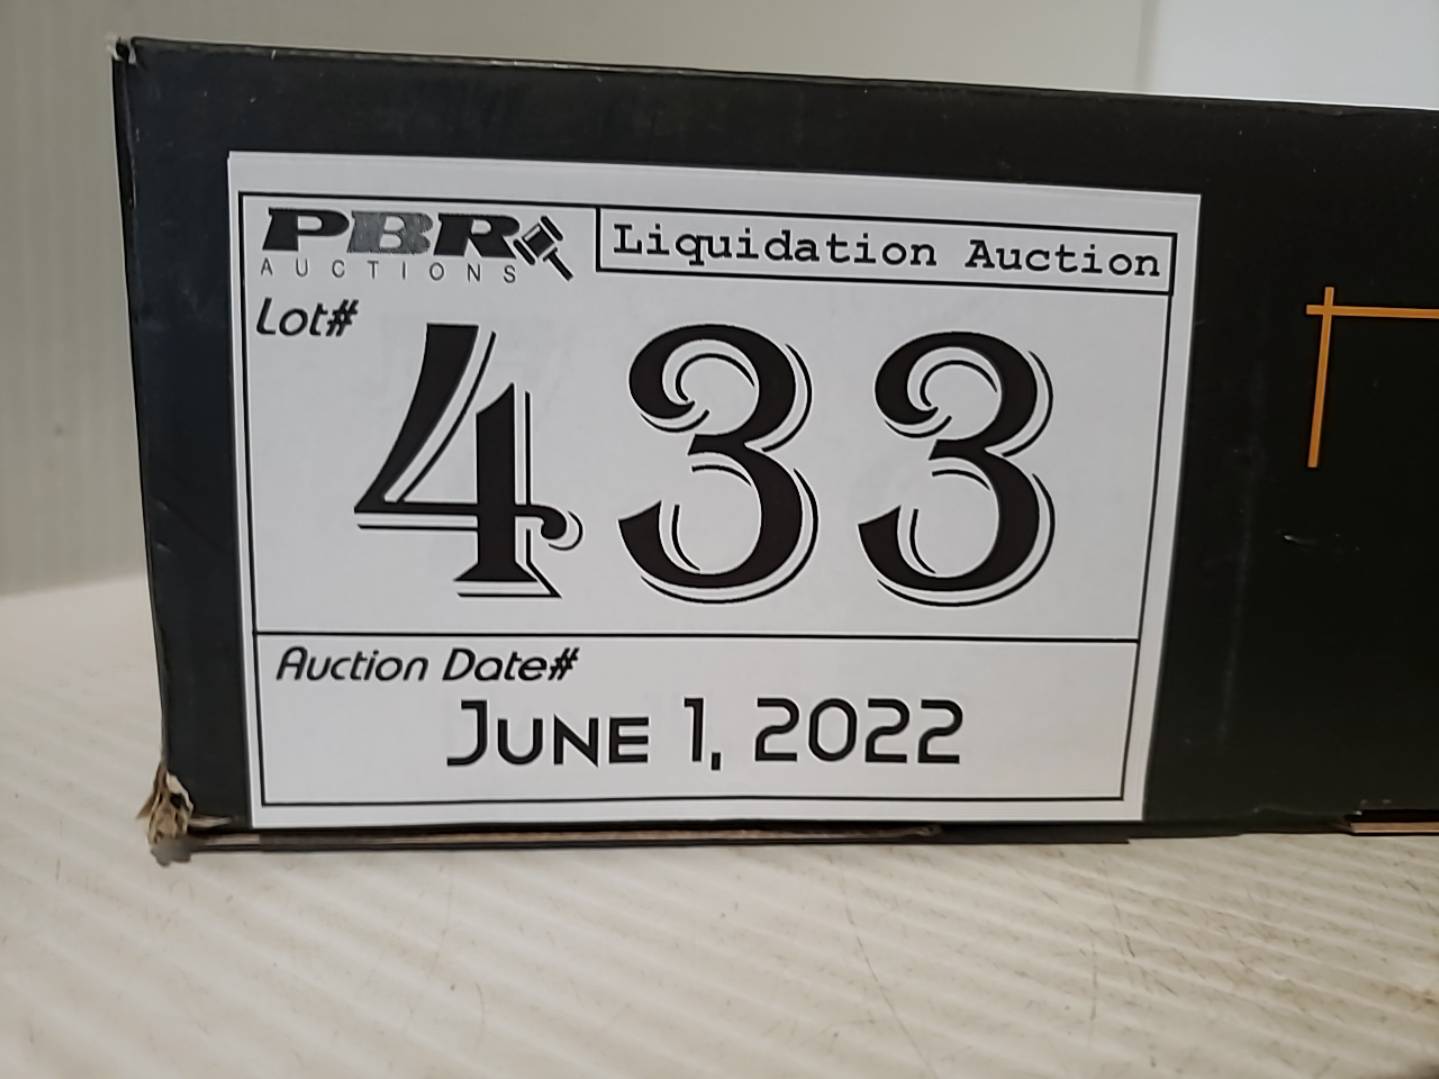 PBR
AUCTIONS
Liquidation Auction
Lot#
433
Auction Date#
June 1, 2022